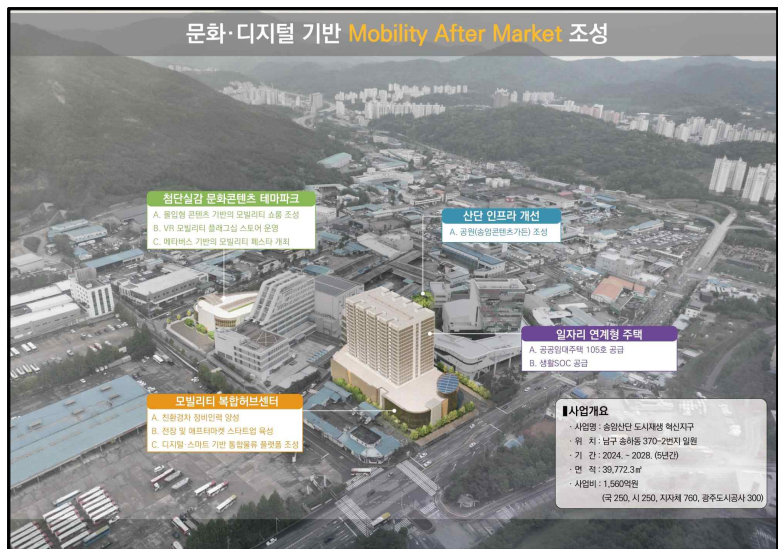 문화·디지털 기반 Mobility After Market 조성
첨단실감 문화콘텐츠 테마파크
A. 몰입형 콘텐츠 기반의 모빌리티 쇼룸 조성
B. VR 모빌리티 플래그십 스토어 운영
C. 메타버스 기반의 모빌리티 페스타 개최
산단 인프라 개선
A. 공원(송암콘텐츠가든) 조성
일자리 연계형 주택
A. 공공임대주택 105호 공급
B. 생활SOC 공급
모빌리티 복합허브센터
A. 친환경차 정비인력 양성
B. 전장 및 애프터마켓 스타트업 육성
C. 디지털·스마트 기반 통합물류 플랫폼 조성
▌사업개요
· 사업명 : 송암산단 도시재생 혁신지구
· 위 치 : 남구 송하동 370-2번지 일원
· 기 간 : 2024. - 2028. (5년간)
· 면 적 : 39,772.3㎡
· 사업비 : 1,560억원
(국 250, 시 250, 지자체 760, 광주도시공사 300)